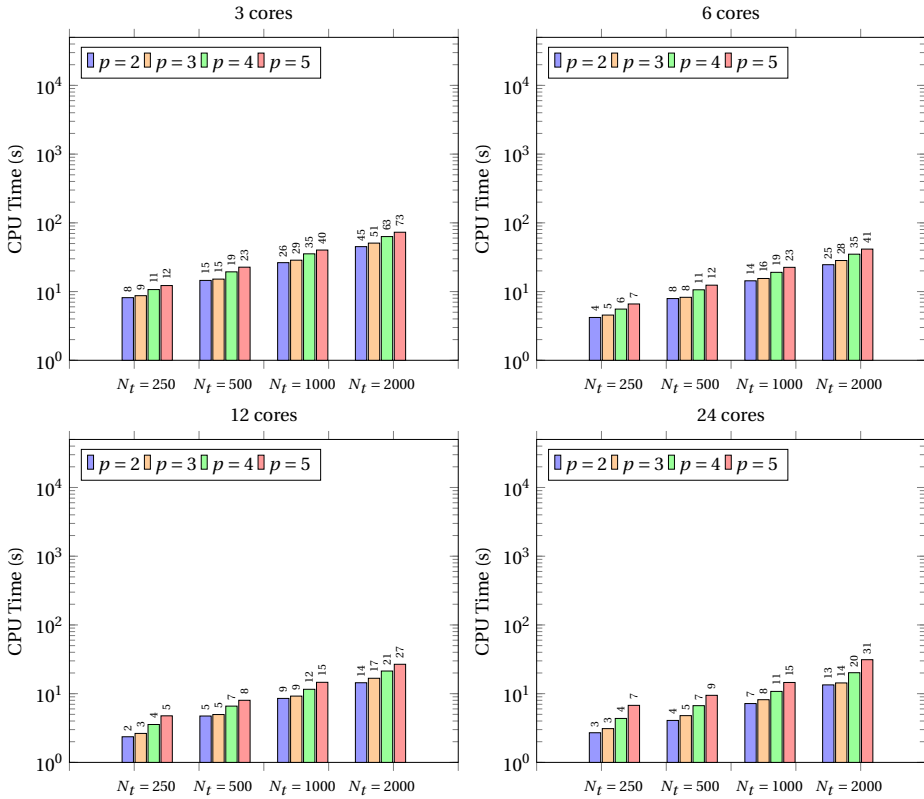 3 cores
p = 2 p = 3 p = 4 p = 5
CPU Time (s)
10^4
10^3
10^2
10^1
10^0
8 9 11 12 15 15 19 23 26 29 35 40 45 51 63 73
N_t = 250 N_t = 500 N_t = 1000 N_t = 2000
6 cores
p = 2 p = 3 p = 4 p = 5
CPU Time (s)
10^4
10^3
10^2
10^1
10^0
4 5 6 7 8 8 11 12 14 16 19 23 25 28 35 41
N_t = 250 N_t = 500 N_t = 1000 N_t = 2000
12 cores
p = 2 p = 3 p = 4 p = 5
CPU Time (s)
10^4
10^3
10^2
10^1
10^0
2 3 4 5 5 5 7 8 9 9 12 15 14 17 21 27
N_t = 250 N_t = 500 N_t = 1000 N_t = 2000
24 cores
p = 2 p = 3 p = 4 p = 5
CPU Time (s)
10^4
10^3
10^2
10^1
10^0
3 3 4 7 4 5 7 9 7 8 11 15 13 14 20 31
N_t = 250 N_t = 500 N_t = 1000 N_t = 2000